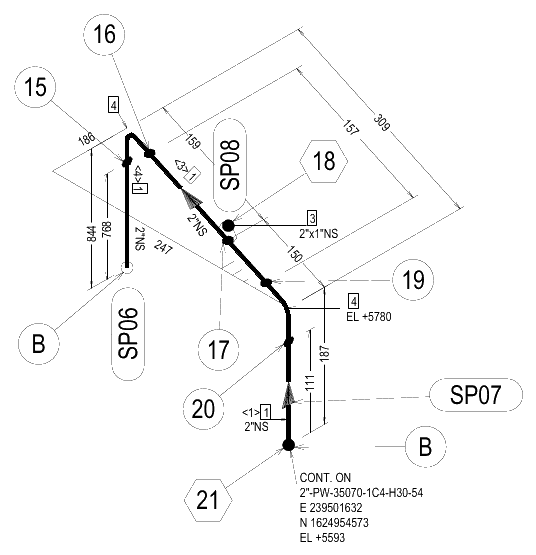 16
15
4
186
159
309
157
SP08
18
<3>
1
<4>
1
3
2"x1"NS
2"NS
2"NS
844
768
247
150
19
4
EL +5780
SP06
B
17
187
111
20
SP07
<1>
1
2"NS
B
21
CONT. ON
2"-PW-35070-1C4-H30-54
E 239501632
N 1624954573
EL +5593